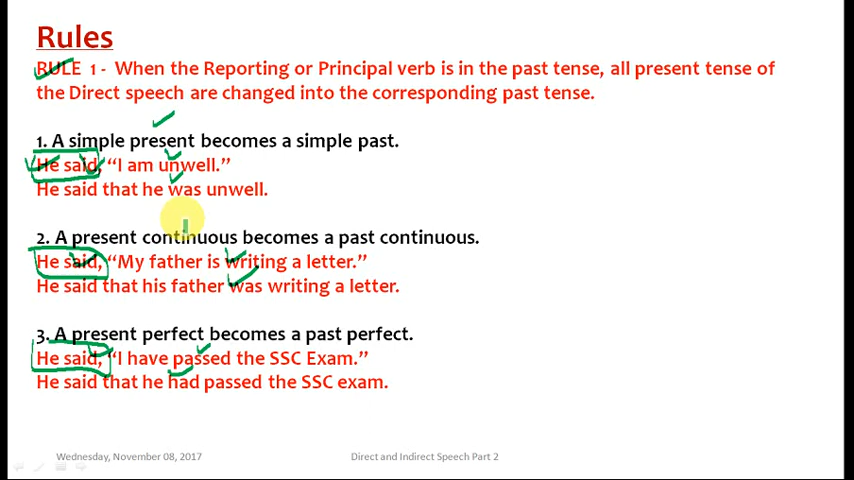 Rules
RULE 1 - When the Reporting or Principal verb is in the past tense, all present tense of
the Direct speech are changed into the corresponding past tense.
1. A simple present becomes a simple past.
He said, “I am unwell.”
He said that he was unwell.
2. A present continuous becomes a past continuous.
He said, “My father is writing a letter.”
He said that his father was writing a letter.
3. A present perfect becomes a past perfect.
He said, “I have passed the SSC Exam.”
He said that he had passed the SSC exam.
Wednesday, November 08, 2017
Direct and Indirect Speech Part 2